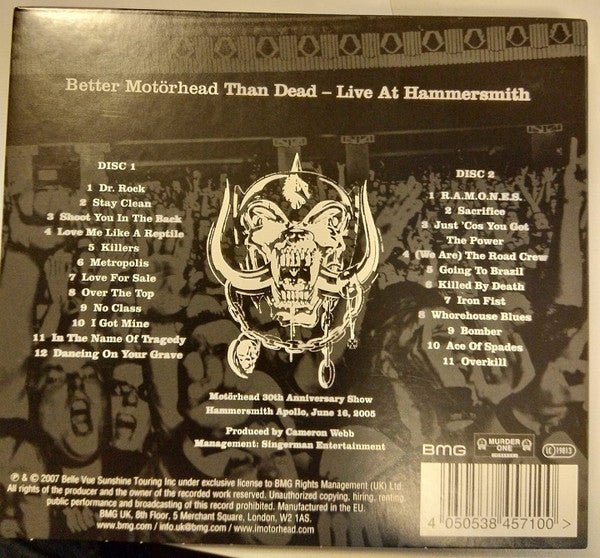 Better Motörhead Than Dead – Live At Hammersmith
DISC 1
1 Dr. Rock
2 Stay Clean
3 Shoot You In The Back
4 Love Me Like A Reptile
5 Killers
6 Metropolis
7 Love For Sale
8 Over The Top
9 No Class
10 I Got Mine
11 In The Name Of Tragedy
12 Dancing On Your Grave
DISC 2
1 R.A.M.O.N.E.S.
2 Sacrifice
3 Just 'Cos You Got
The Power
4 (We Are) The Road Crew
5 Going To Brazil
6 Killed By Death
7 Iron Fist
8 Whorehouse Blues
9 Bomber
10 Ace Of Spades
11 Overkill
Motörhead 30th Anniversary Show
Hammersmith Apollo, June 16, 2005
Produced by Cameron Webb
Management: Singerman Entertainment
BMG
MURDER
ONE
LC 19813
℗ & © 2007 Belle Vue Sunshine Touring Inc under exclusive license to BMG Rights Management (UK) Ltd.
All rights of the producer and the owner of the recorded work reserved. Unauthorized copying, hiring, renting,
public performance and broadcasting of this record prohibited. Manufactured in the EU.
BMG UK, 8th Floor, 5 Merchant Square, London, W2 1AS.
www.bmg.com / info.uk@bmg.com / www.imotorhead.com
4 050538 457100 >